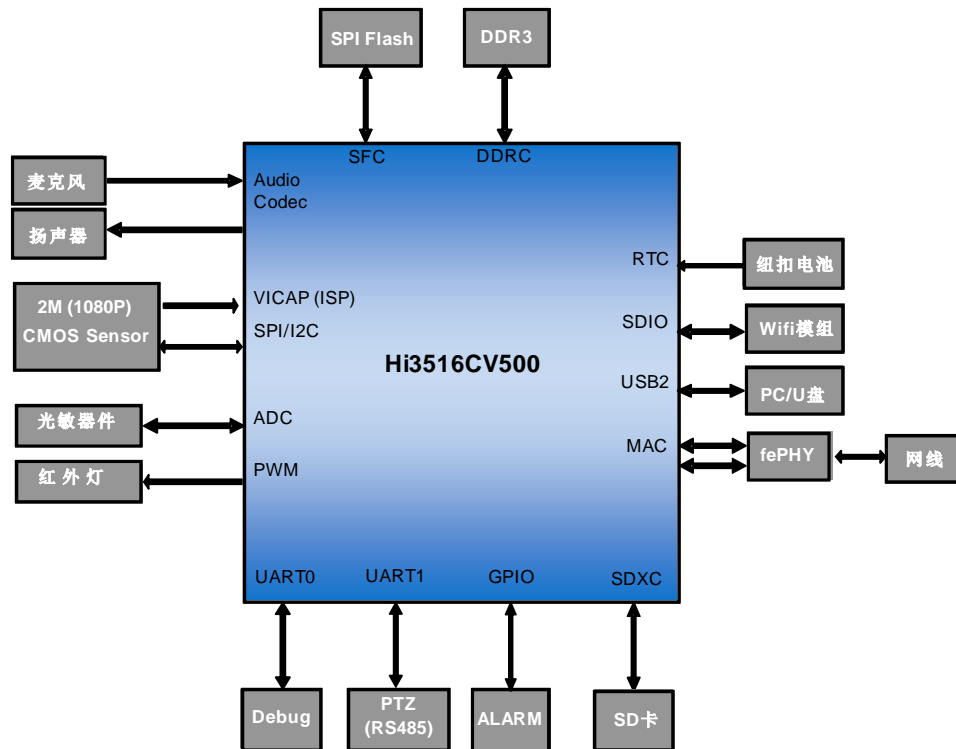 SPI Flash
DDR3
SFC
DDRC
麦克风
Audio
Codec
扬声器
RTC
纽扣电池
2M (1080P)
CMOS Sensor
VICAP (ISP)
SPI/I2C
SDIO
Wifi模组
Hi3516CV500
USB2
PC/U盘
光敏器件
ADC
MAC
fePHY
网线
红外灯
PWM
UART0
UART1
GPIO
SDXC
Debug
PTZ
(RS485)
ALARM
SD卡